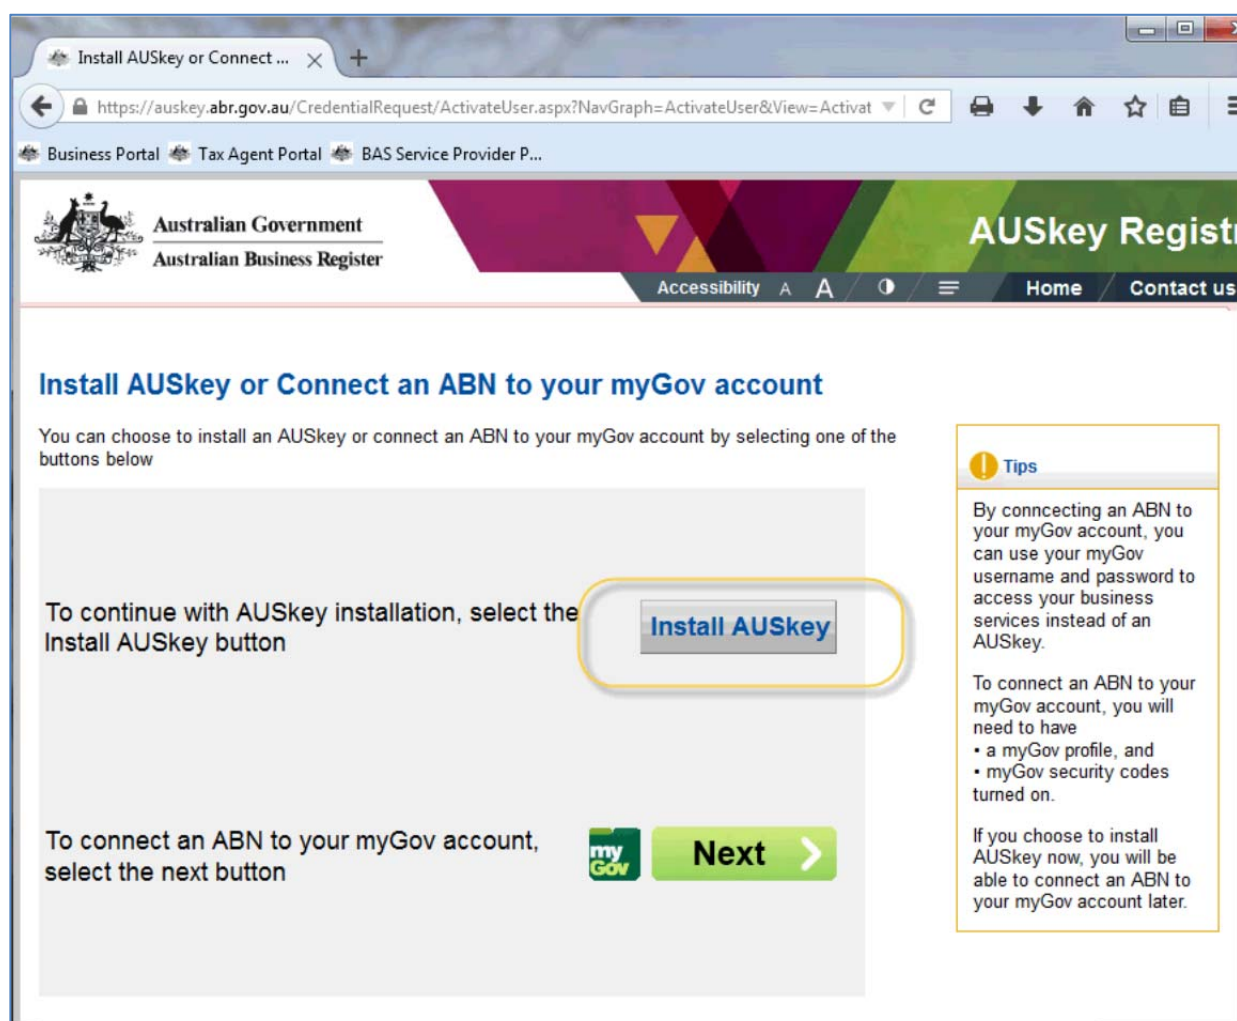 Install AUSkey or Connect ...
https://auskey.abr.gov.au/CredentialRequest/ActivateUser.aspx?NavGraph=ActivateUser&View=Activat
Business Portal Tax Agent Portal BAS Service Provider P...
Australian Government
Australian Business Register
AUSkey Registr
Accessibility A A Home Contact us
Install AUSkey or Connect an ABN to your myGov account
You can choose to install an AUSkey or connect an ABN to your myGov account by selecting one of the
buttons below
To continue with AUSkey installation, select the
Install AUSkey button
Install AUSkey
To connect an ABN to your myGov account,
select the next button
my
Gov
Next
Tips
By conncecting an ABN to
your myGov account, you
can use your myGov
username and password to
access your business
services instead of an
AUSkey.
To connect an ABN to your
myGov account, you will
need to have
• a myGov profile, and
• myGov security codes
turned on.
If you choose to install
AUSkey now, you will be
able to connect an ABN to
your myGov account later.